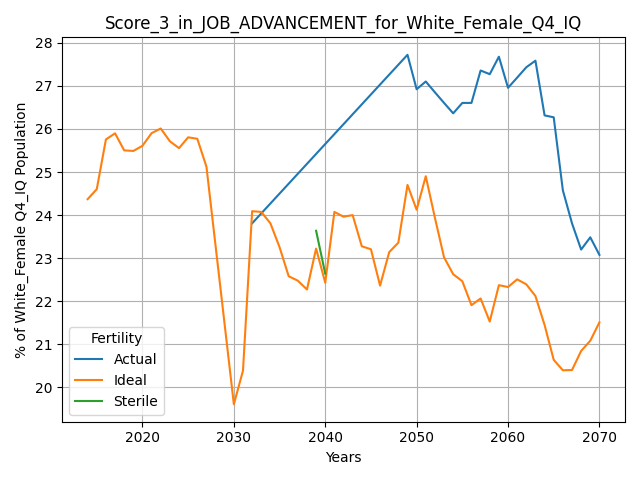 Score_3_in_JOB_ADVANCEMENT_for_White_Female_Q4_IQ
% of White_Female Q4_IQ Population
28
27
26
25
24
23
22
21
20
Fertility
Actual
Ideal
Sterile
2020 2030 2040 2050 2060 2070
Years